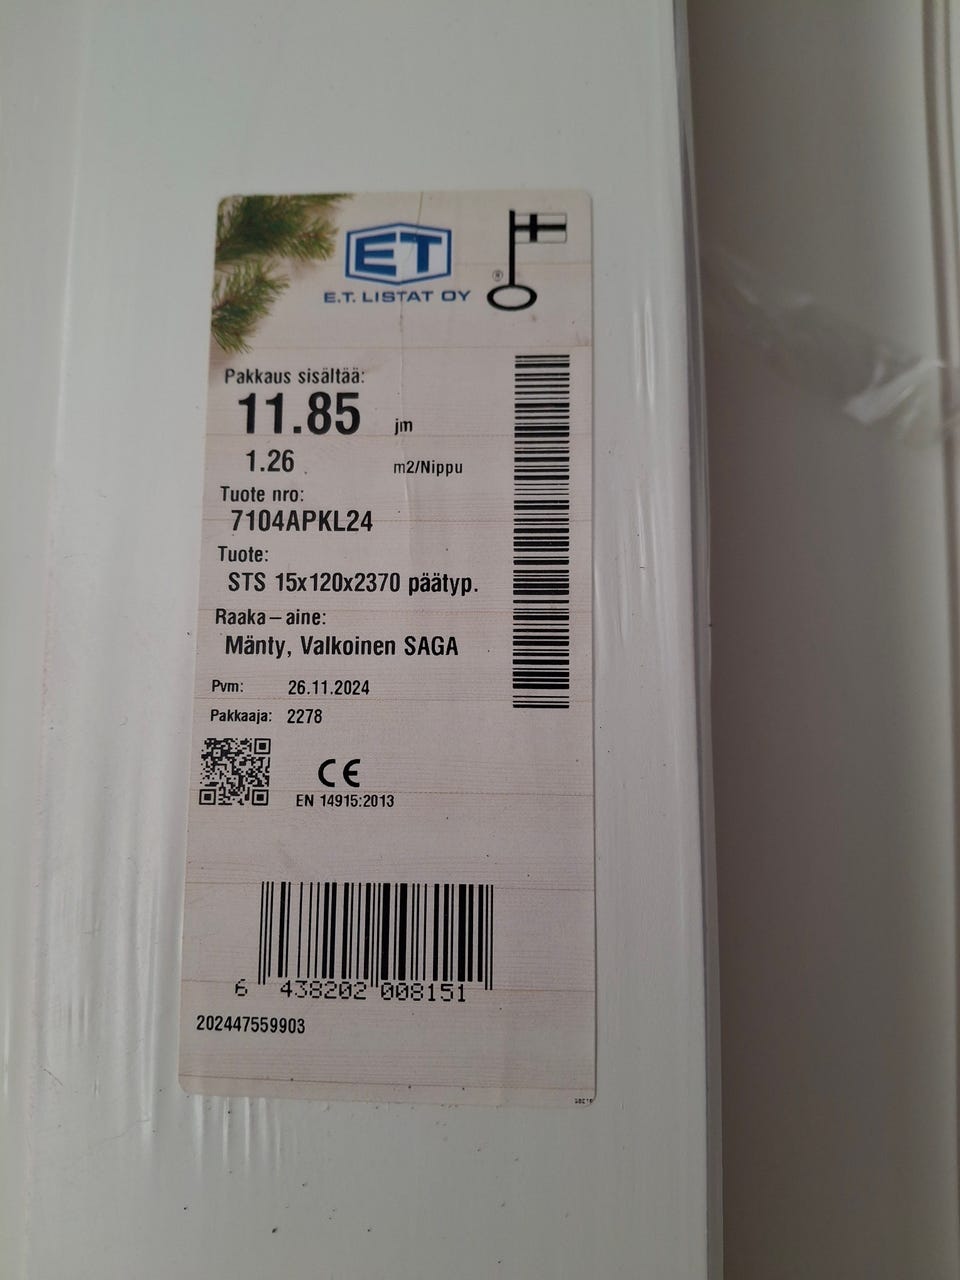 ET
E.T. LISTAT OY
®
Pakkaus sisältää:
11.85 jm
1.26 m2/Nippu
Tuote nro:
7104APKL24
Tuote:
STS 15x120x2370 päätyp.
Raaka-aine:
Mänty, Valkoinen SAGA
Pvm: 26.11.2024
Pakkaaja: 2278
CE
EN 14915:2013
6 438202 008151
202447559903